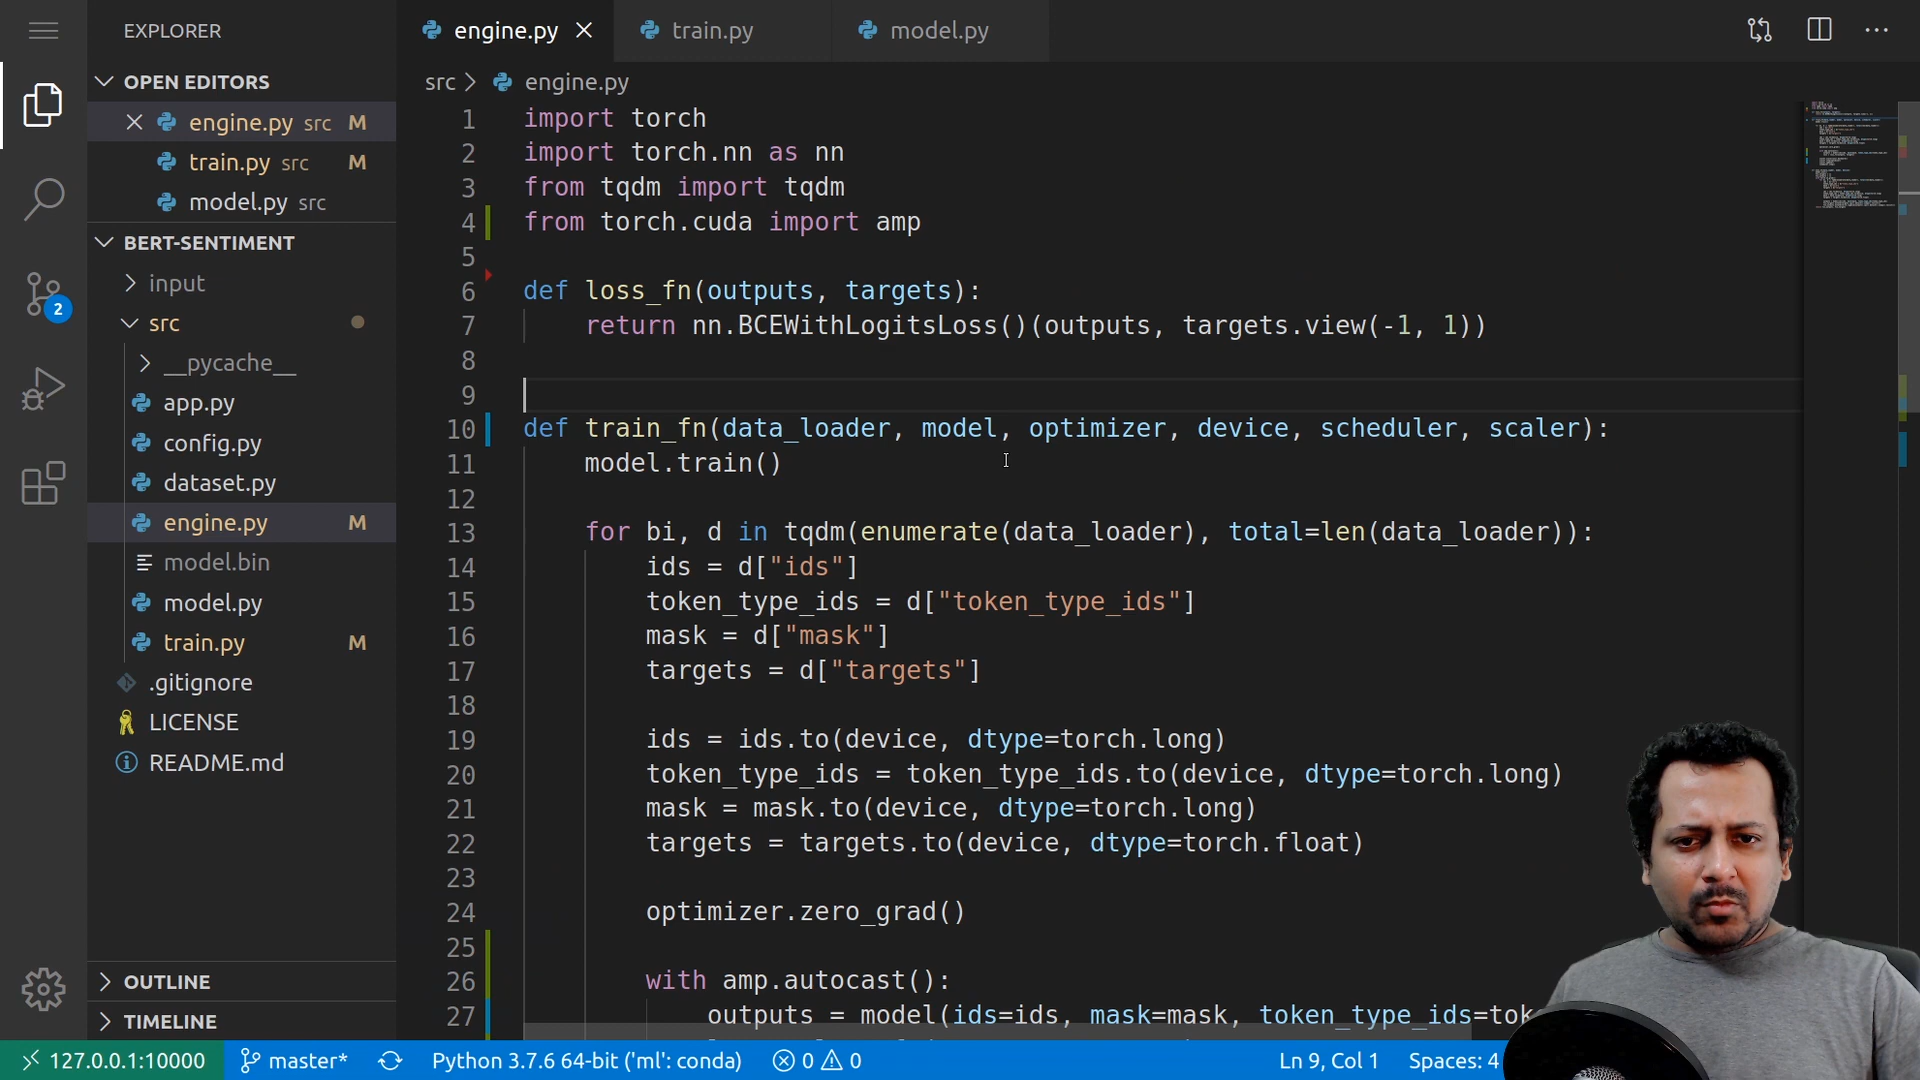 EXPLORER
OPEN EDITORS
engine.py src M
train.py src M
model.py src
BERT-SENTIMENT
input
src
__pycache__
app.py
config.py
dataset.py
engine.py M
model.bin
model.py
train.py M
.gitignore
LICENSE
README.md
OUTLINE
TIMELINE
2
engine.py
train.py
model.py
src > engine.py
1 import torch
2 import torch.nn as nn
3 from tqdm import tqdm
4 from torch.cuda import amp
5
6 def loss_fn(outputs, targets):
7 return nn.BCEWithLogitsLoss()(outputs, targets.view(-1, 1))
8
9
10 def train_fn(data_loader, model, optimizer, device, scheduler, scaler):
11 model.train()
12
13 for bi, d in tqdm(enumerate(data_loader), total=len(data_loader)):
14 ids = d["ids"]
15 token_type_ids = d["token_type_ids"]
16 mask = d["mask"]
17 targets = d["targets"]
18
19 ids = ids.to(device, dtype=torch.long)
20 token_type_ids = token_type_ids.to(device, dtype=torch.long)
21 mask = mask.to(device, dtype=torch.long)
22 targets = targets.to(device, dtype=torch.float)
23
24 optimizer.zero_grad()
25
26 with amp.autocast():
27 outputs = model(ids=ids, mask=mask, token_type_ids=tok
127.0.0.1:10000 master* Python 3.7.6 64-bit ('ml': conda) 0 0 Ln 9, Col 1 Spaces: 4